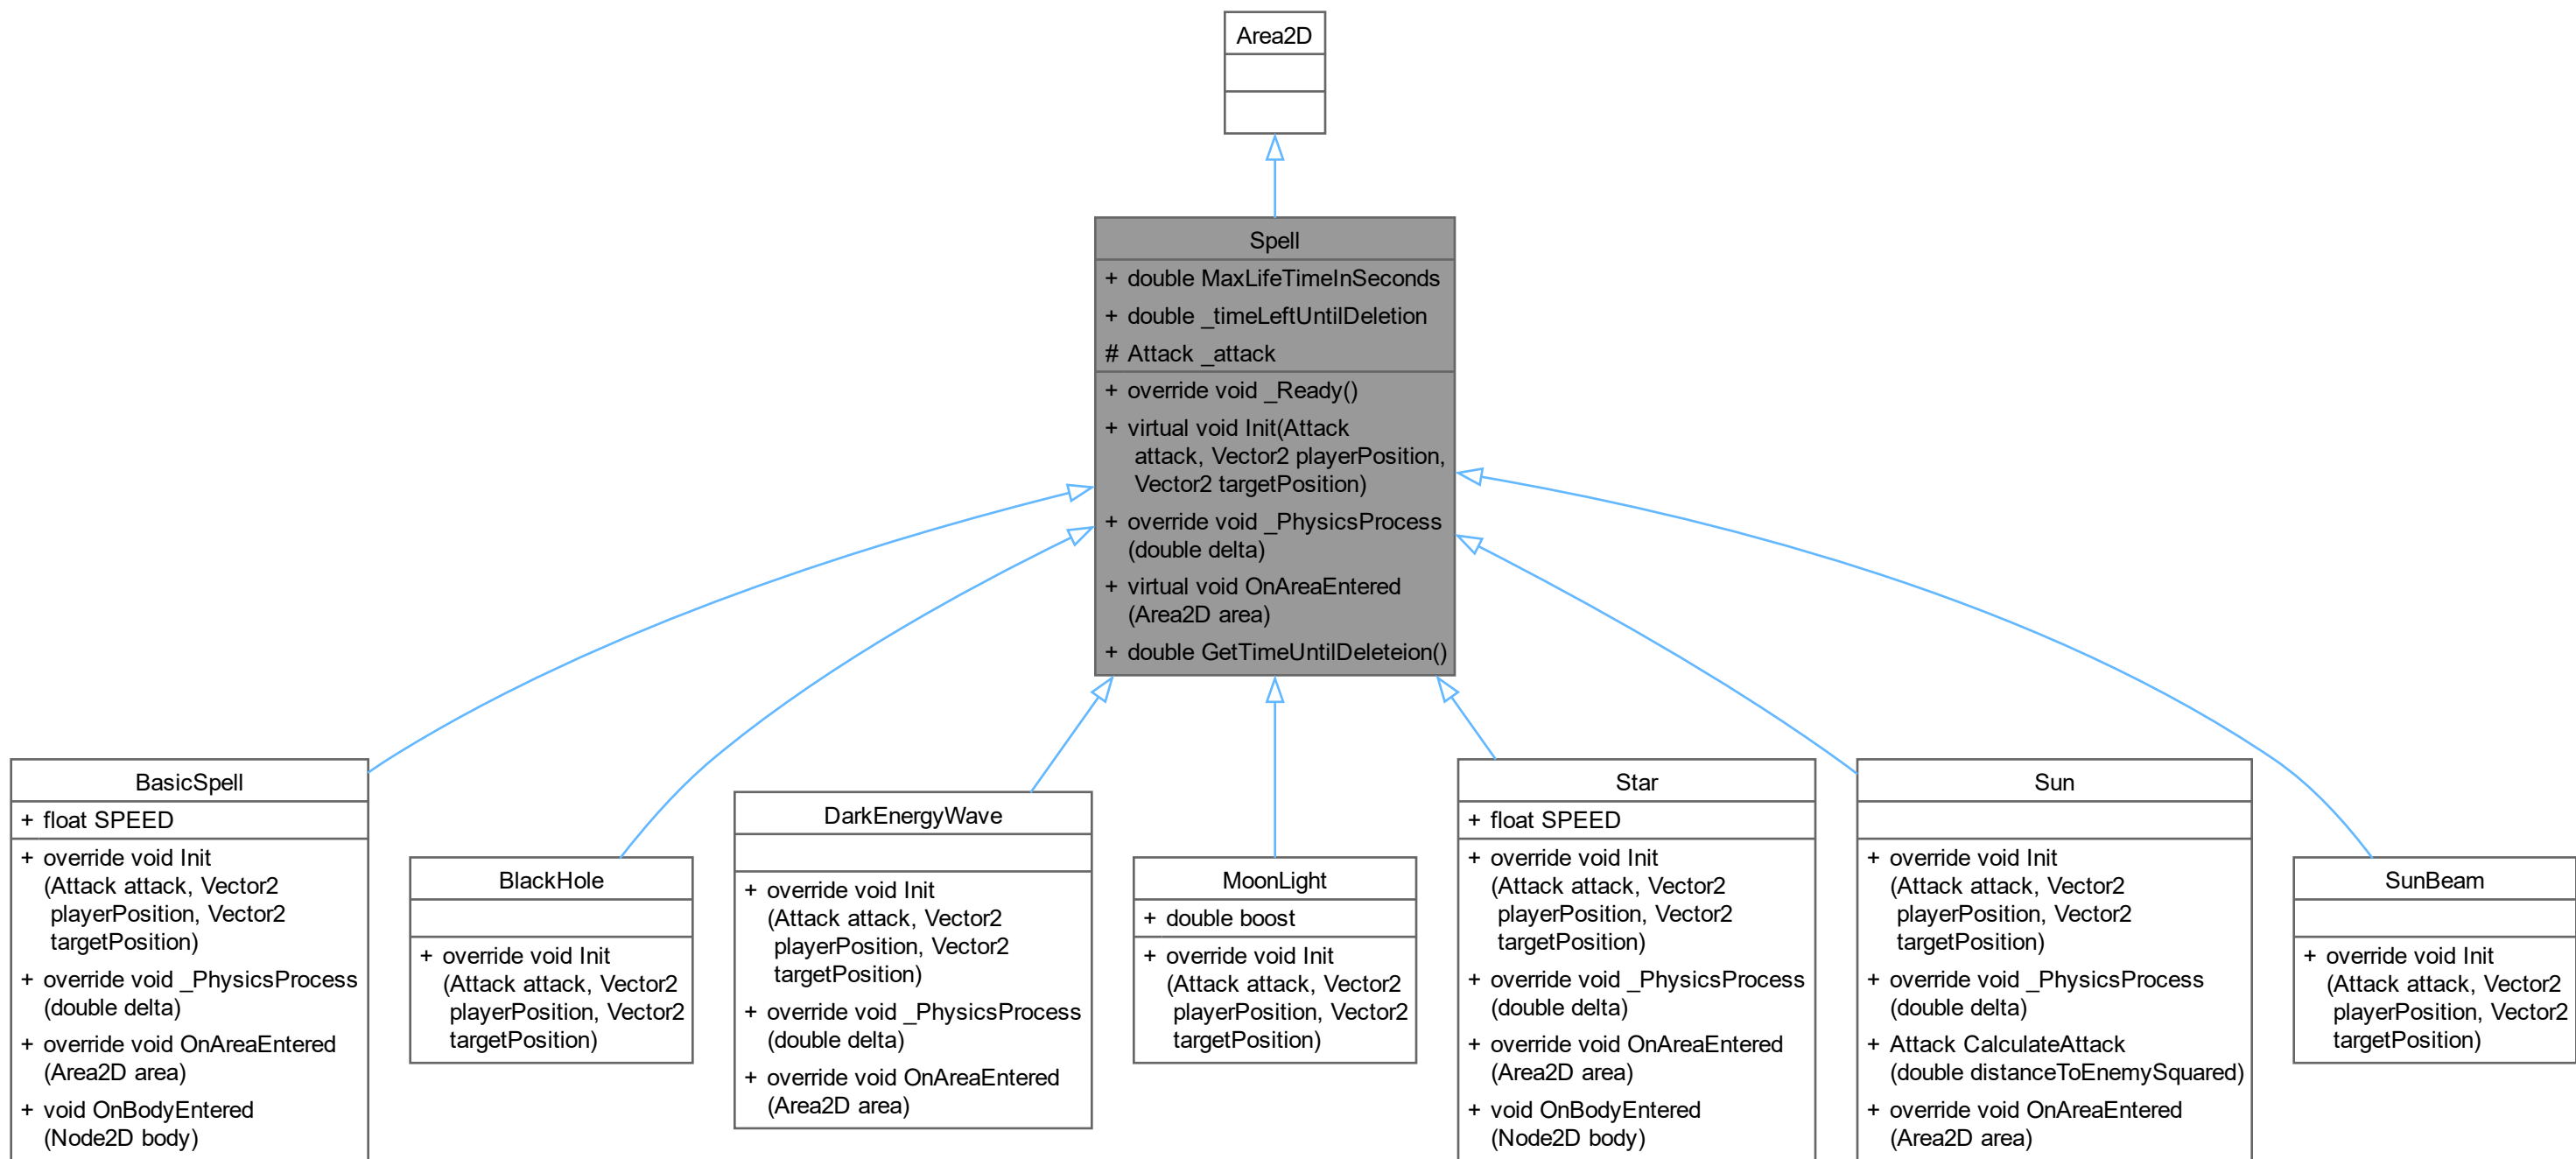 Area2D
Spell
+ double MaxLifeTimeInSeconds
+ double _timeLeftUntilDeletion
# Attack _attack
+ override void _Ready()
+ virtual void Init(Attack
attack, Vector2 playerPosition,
Vector2 targetPosition)
+ override void _PhysicsProcess
(double delta)
+ virtual void OnAreaEntered
(Area2D area)
+ double GetTimeUntilDeleteion()
BasicSpell
+ float SPEED
+ override void Init
(Attack attack, Vector2
playerPosition, Vector2
targetPosition)
+ override void _PhysicsProcess
(double delta)
+ override void OnAreaEntered
(Area2D area)
+ void OnBodyEntered
(Node2D body)
BlackHole
+ override void Init
(Attack attack, Vector2
playerPosition, Vector2
targetPosition)
DarkEnergyWave
+ override void Init
(Attack attack, Vector2
playerPosition, Vector2
targetPosition)
+ override void _PhysicsProcess
(double delta)
+ override void OnAreaEntered
(Area2D area)
MoonLight
+ double boost
+ override void Init
(Attack attack, Vector2
playerPosition, Vector2
targetPosition)
Star
+ float SPEED
+ override void Init
(Attack attack, Vector2
playerPosition, Vector2
targetPosition)
+ override void _PhysicsProcess
(double delta)
+ override void OnAreaEntered
(Area2D area)
+ void OnBodyEntered
(Node2D body)
Sun
+ override void Init
(Attack attack, Vector2
playerPosition, Vector2
targetPosition)
+ override void _PhysicsProcess
(double delta)
+ Attack CalculateAttack
(double distanceToEnemySquared)
+ override void OnAreaEntered
(Area2D area)
SunBeam
+ override void Init
(Attack attack, Vector2
playerPosition, Vector2
targetPosition)